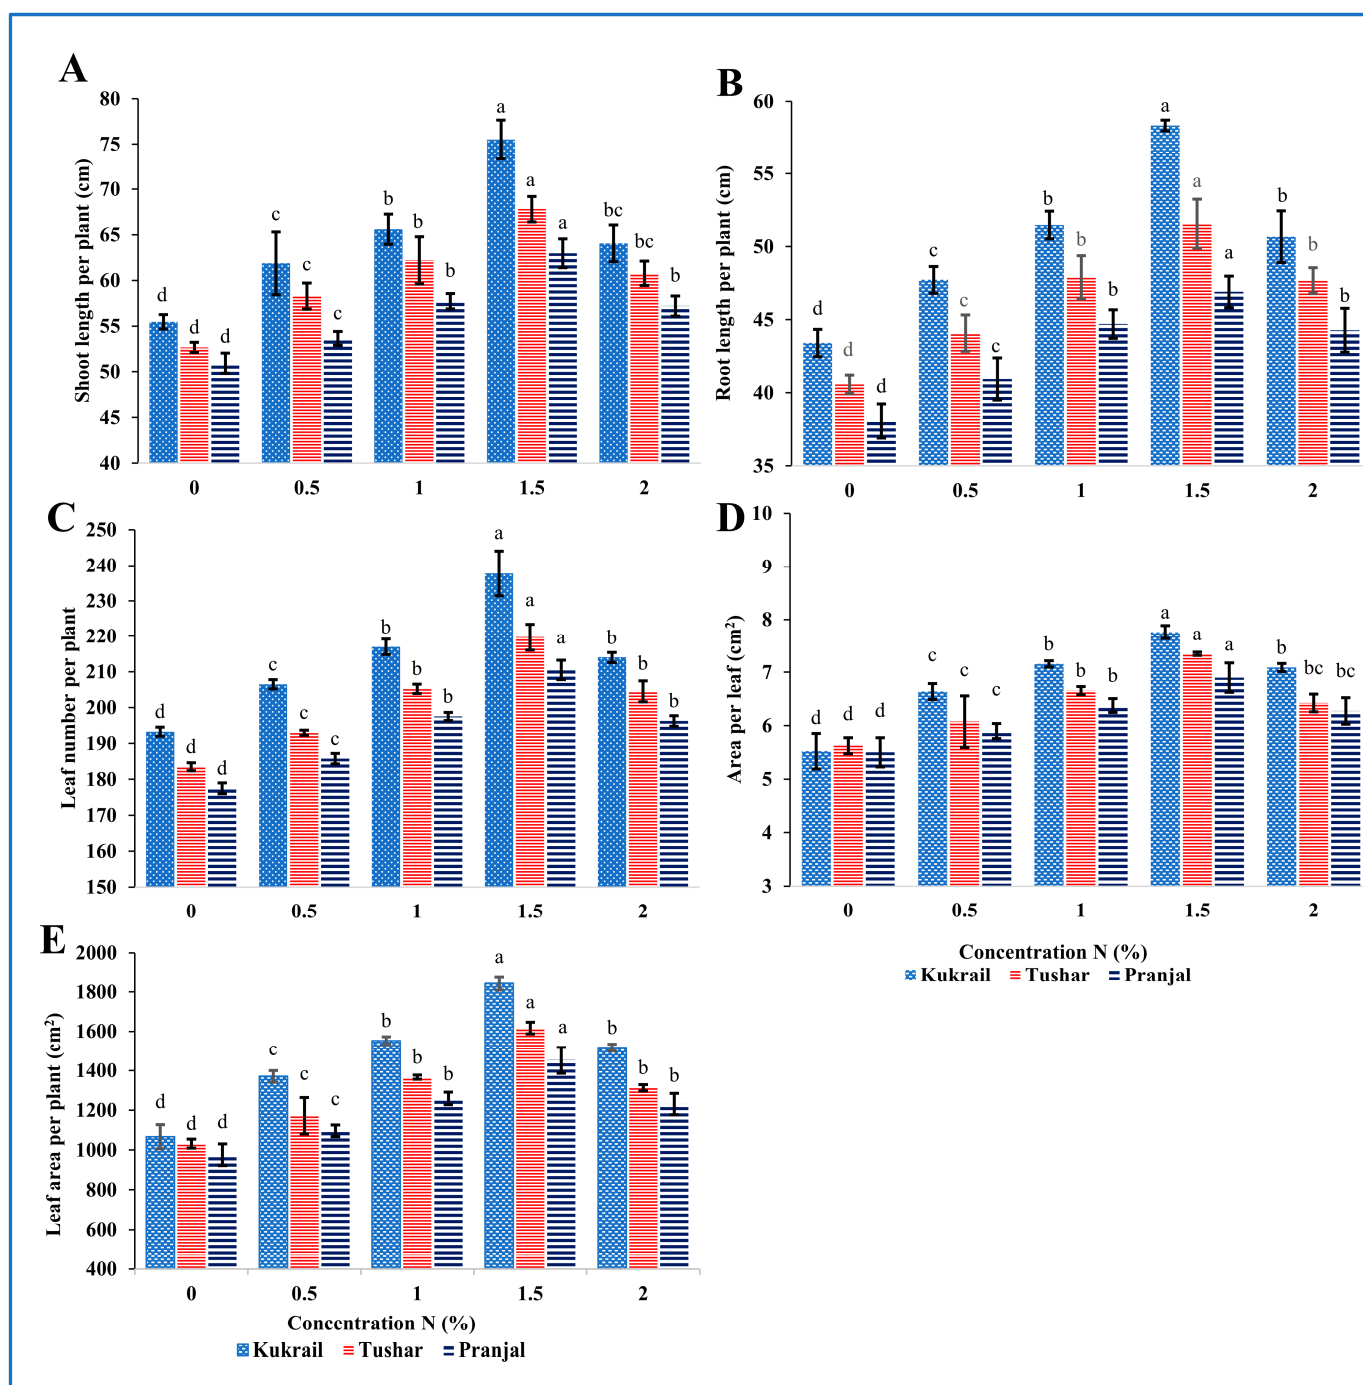 A
Shoot length per plant (cm)
80
75
70
65
60
55
50
45
40
d d d
c c c
b b b
a a a
bc bc b
0 0.5 1 1.5 2
B
Root length per plant (cm)
60
55
50
45
40
35
d d d
c c c
b b b
a a a
b b b
0 0.5 1 1.5 2
C
Leaf number per plant
250
240
230
220
210
200
190
180
170
160
150
d d d
c c c
b b b
a a a
b b b
0 0.5 1 1.5 2
D
Area per leaf (cm²)
10
9
8
7
6
5
4
3
d d d
c c c
b b b
a a a
b bc bc
0 0.5 1 1.5 2
Concentration N (%)
Kukrail Tushar Pranjal
E
Leaf area per plant (cm²)
2000
1800
1600
1400
1200
1000
800
600
400
d d d
c c c
b b b
a a a
b b b
0 0.5 1 1.5 2
Concentration N (%)
Kukrail Tushar Pranjal